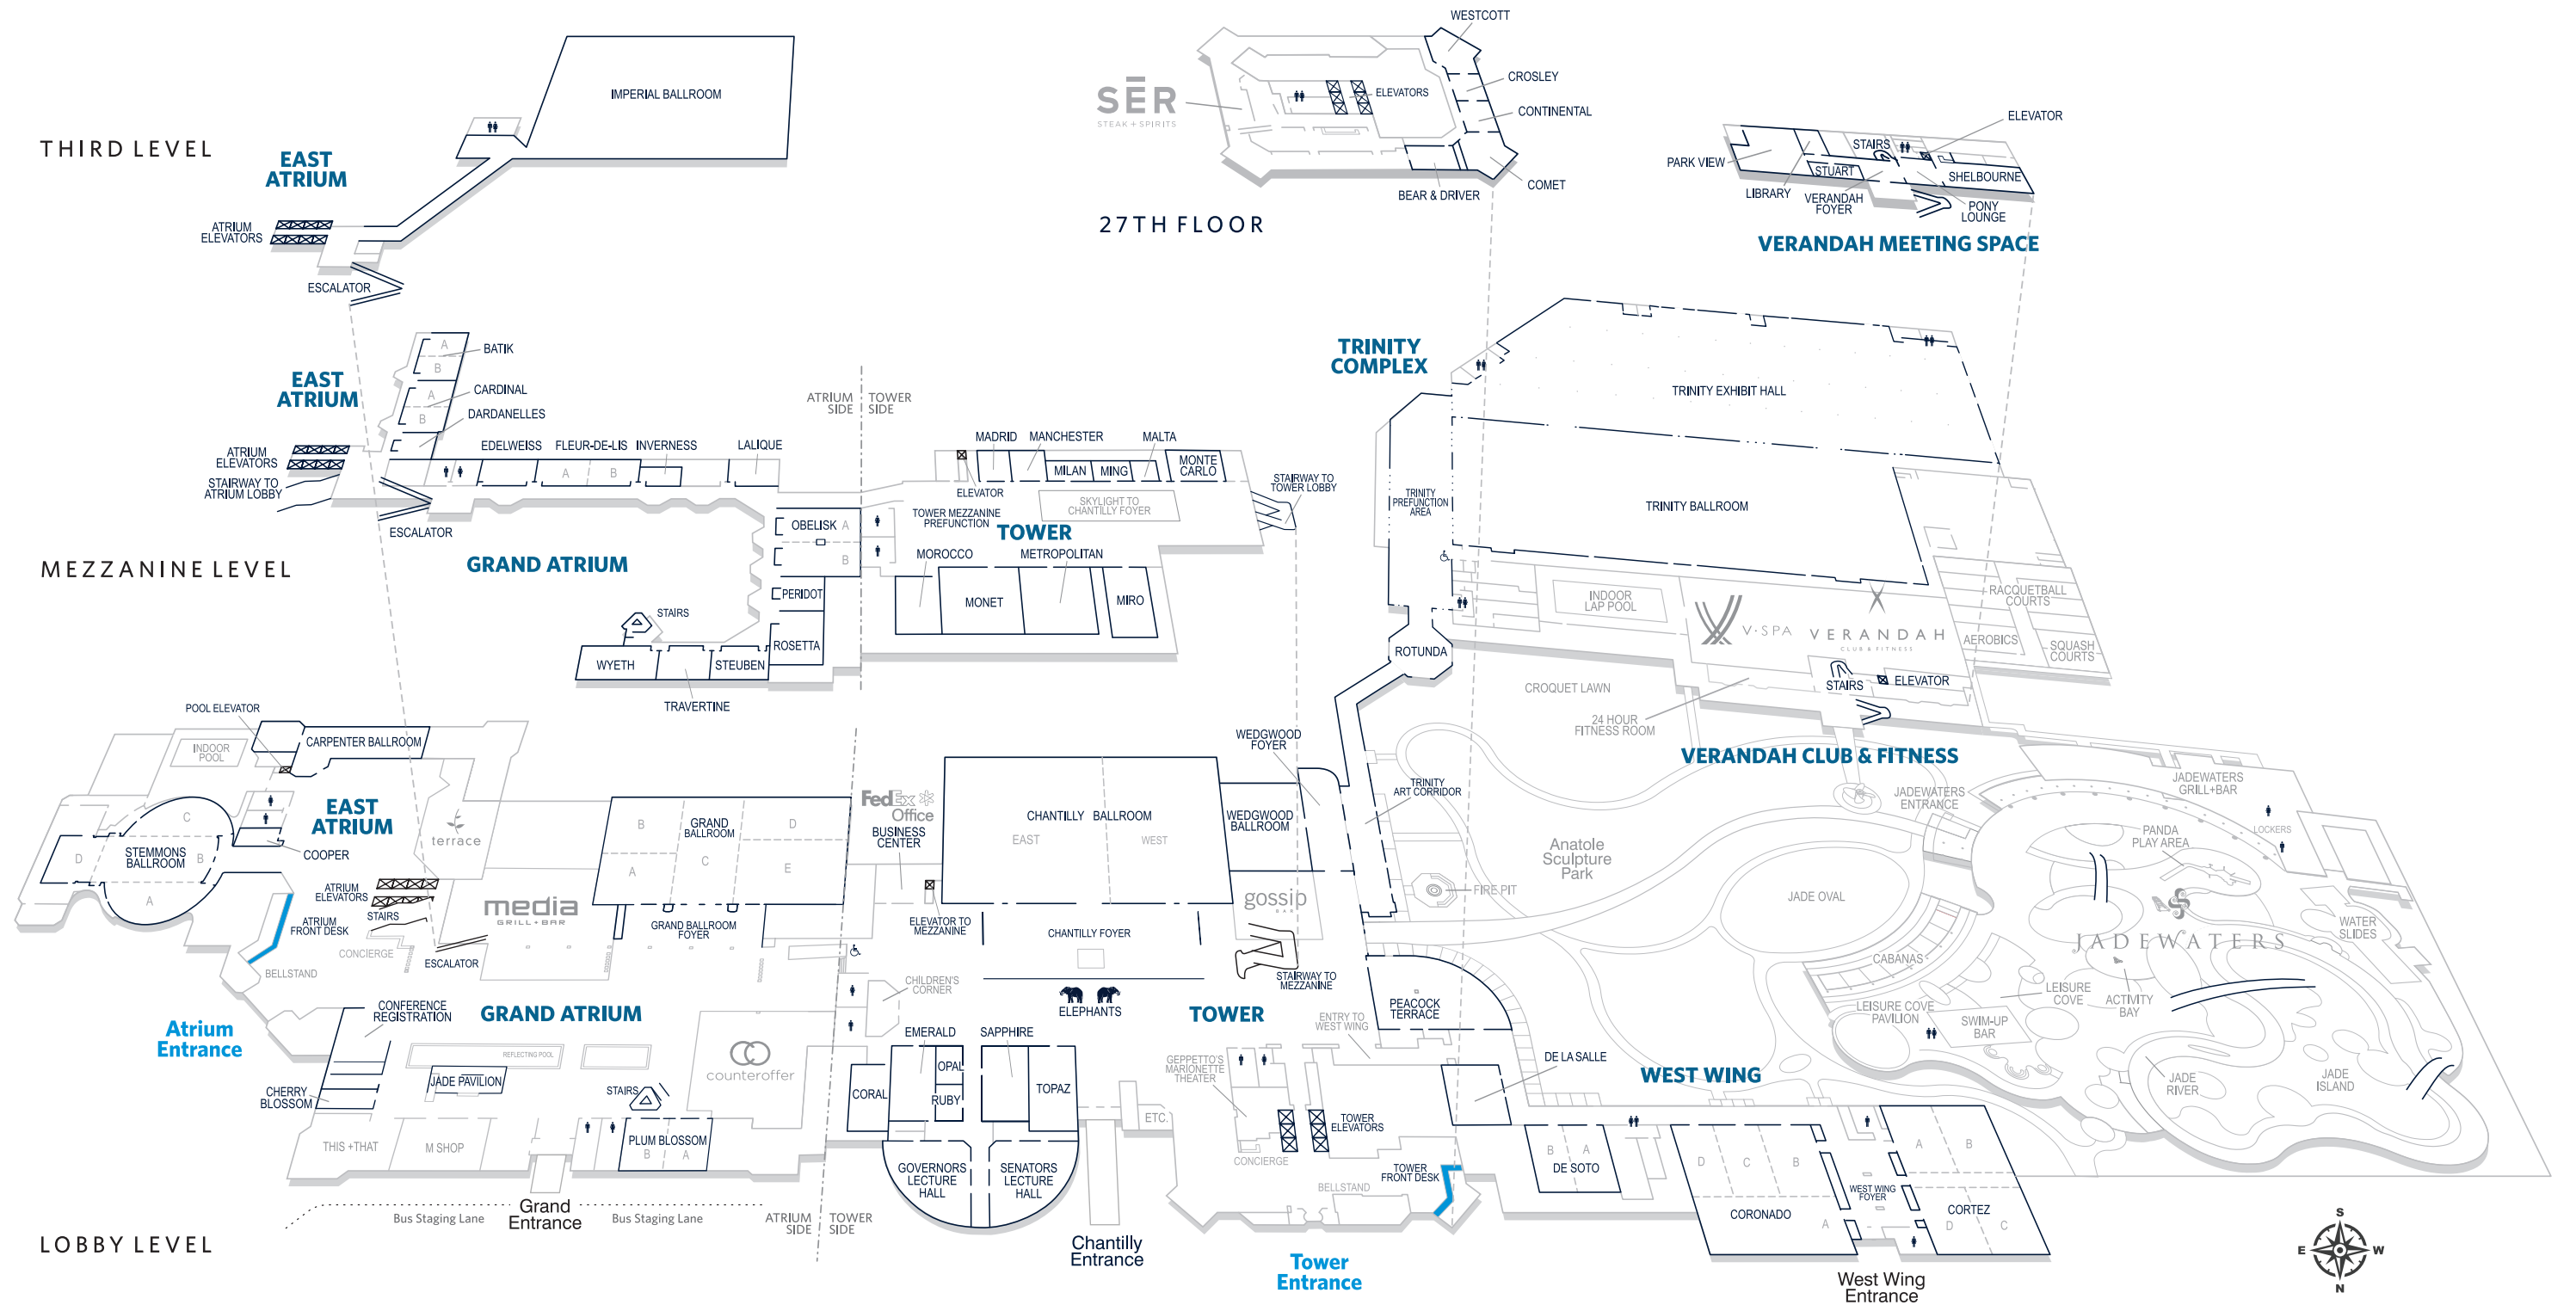 THIRD LEVEL
EAST
ATRIUM
IMPERIAL BALLROOM
ATRIUM
ELEVATORS
ESCALATOR
SĒR
STEAK + SPIRITS
ELEVATORS
WESTCOTT
CROSLEY
CONTINENTAL
COMET
BEAR & DRIVER
27TH FLOOR
ELEVATOR
STAIRS
PARK VIEW
STUART
SHELBOURNE
LIBRARY
VERANDAH
FOYER
PONY
LOUNGE
VERANDAH MEETING SPACE
MEZZANINE LEVEL
EAST
ATRIUM
A
B
BATIK
A
B
CARDINAL
DARDANELLES
ATRIUM
ELEVATORS
STAIRWAY TO
ATRIUM LOBBY
ESCALATOR
EDELWEISS
FLEUR-DE-LIS
A
B
INVERNESS
LALIQUE
GRAND ATRIUM
ATRIUM
SIDE
TOWER
SIDE
OBELISK A
B
PERIDOT
ROSETTA
STAIRS
WYETH
STEUBEN
TRAVERTINE
MADRID
MANCHESTER
MALTA
MILAN
MING
MONTE
CARLO
ELEVATOR
SKYLIGHT TO
CHANTILLY FOYER
STAIRWAY TO
TOWER LOBBY
TOWER MEZZANINE
PREFUNCTION
TOWER
MOROCCO
METROPOLITAN
MONET
MIRO
TRINITY
COMPLEX
TRINITY EXHIBIT HALL
TRINITY
PREFUNCTION
AREA
TRINITY BALLROOM
INDOOR
LAP POOL
V·SPA
VERANDAH
CLUB & FITNESS
RACQUETBALL
COURTS
AEROBICS
SQUASH
COURTS
ROTUNDA
CROQUET LAWN
STAIRS
ELEVATOR
24 HOUR
FITNESS ROOM
VERANDAH CLUB & FITNESS
LOBBY LEVEL
POOL ELEVATOR
INDOOR
POOL
CARPENTER BALLROOM
EAST
ATRIUM
C
D
STEMMONS
BALLROOM
B
A
COOPER
terrace
ATRIUM
ELEVATORS
STAIRS
ATRIUM
FRONT DESK
CONCIERGE
BELLSTAND
ESCALATOR
media
GRILL + BAR
B
GRAND
BALLROOM
D
A
C
E
GRAND BALLROOM
FOYER
FedEx
Office
BUSINESS
CENTER
ELEVATOR TO
MEZZANINE
CHANTILLY BALLROOM
EAST
WEST
CHANTILLY FOYER
WEDGWOOD
FOYER
WEDGWOOD
BALLROOM
gossip
BAR
STAIRWAY TO
MEZZANINE
TRINITY
ART CORRIDOR
Atrium
Entrance
CONFERENCE
REGISTRATION
GRAND ATRIUM
REFLECTING POOL
JADE PAVILION
CHERRY
BLOSSOM
STAIRS
counteroffer
THIS +THAT
M SHOP
PLUM BLOSSOM
B
A
Bus Staging Lane
Grand
Entrance
Bus Staging Lane
ATRIUM
SIDE
TOWER
SIDE
CHILDREN'S
CORNER
ELEPHANTS
EMERALD
SAPPHIRE
OPAL
RUBY
CORAL
TOPAZ
GOVERNORS
LECTURE
HALL
SENATORS
LECTURE
HALL
ETC.
Chantilly
Entrance
TOWER
GEPPETTO'S
MARIONETTE
THEATER
ENTRY TO
WEST WING
PEACOCK
TERRACE
TOWER
ELEVATORS
CONCIERGE
BELLSTAND
TOWER
FRONT DESK
Tower
Entrance
DE LA SALLE
WEST WING
B
A
DE SOTO
D
C
B
CORONADO
A
WEST WING
FOYER
A
B
CORTEZ
D
C
West Wing
Entrance
Anatole
Sculpture
Park
FIRE PIT
JADE OVAL
JADEWATERS
ENTRANCE
JADEWATERS
GRILL+BAR
LOCKERS
PANDA
PLAY AREA
WATER
SLIDES
JADEWATERS
CABANAS
LEISURE
COVE
ACTIVITY
BAY
LEISURE COVE
PAVILION
SWIM-UP
BAR
JADE
RIVER
JADE
ISLAND
S
E
W
N